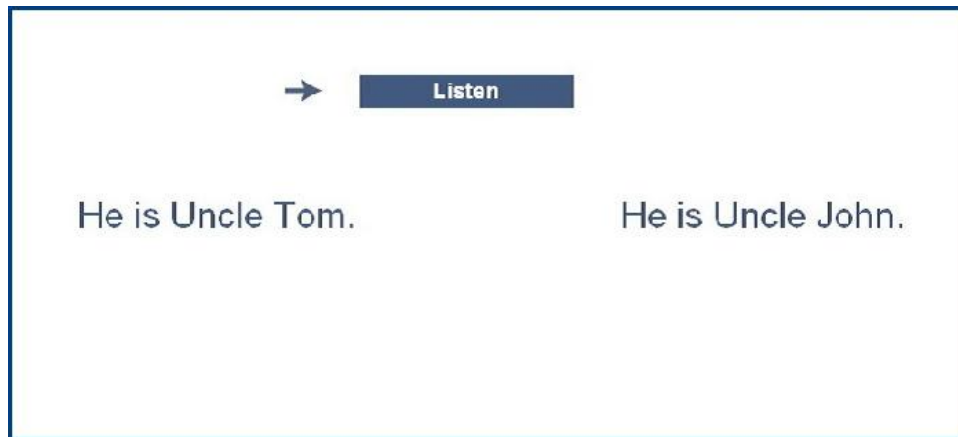 Listen
He is Uncle Tom.
He is Uncle John.